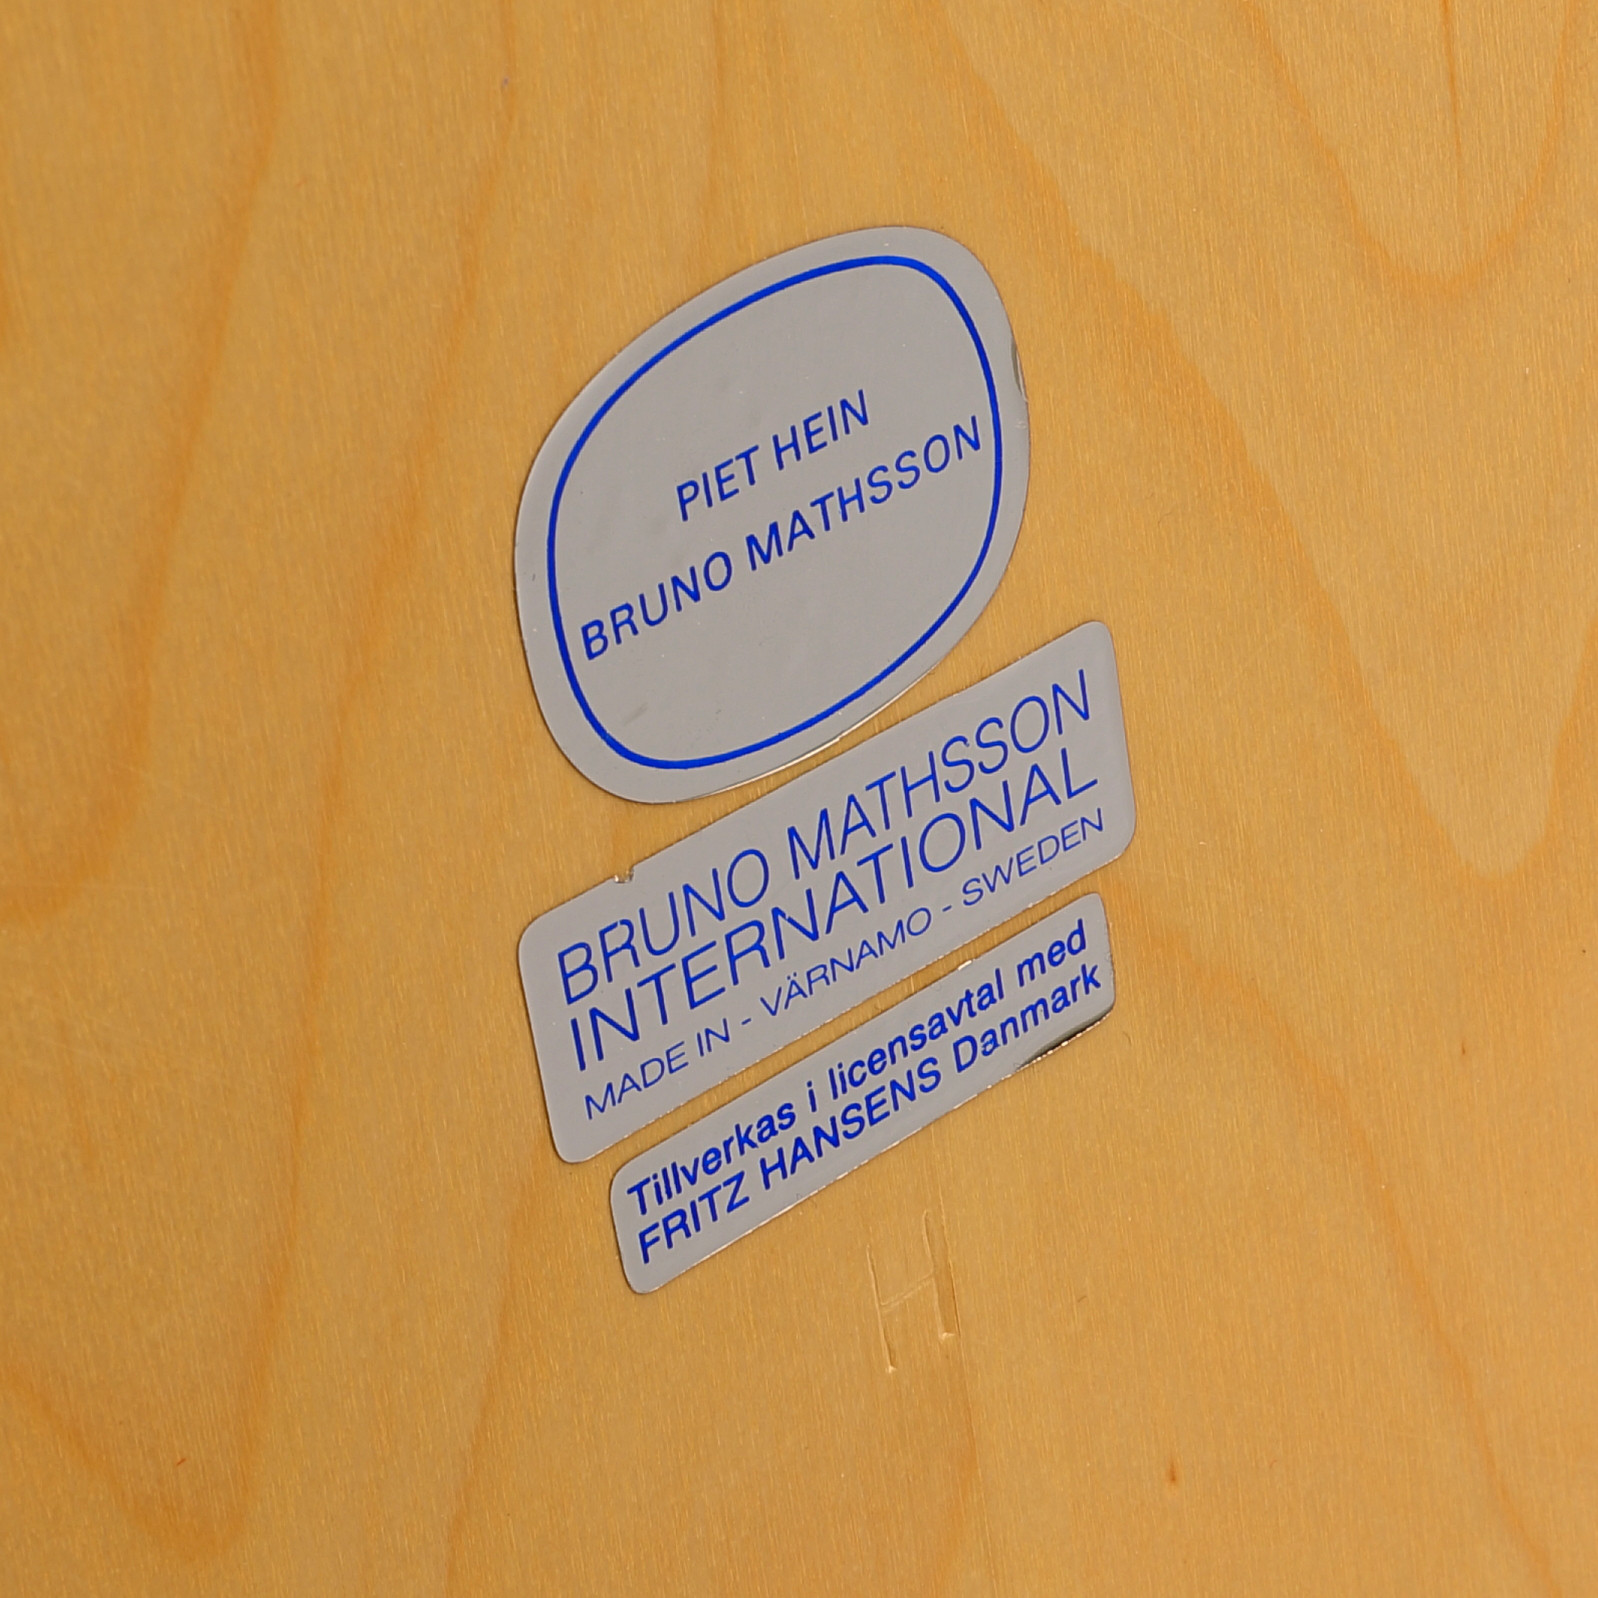 PIET HEIN
BRUNO MATHSSON
BRUNO MATHSSON
INTERNATIONAL
MADE IN - VÄRNAMO - SWEDEN
Tillverkas i licensavtal med
FRITZ HANSENS Danmark
H